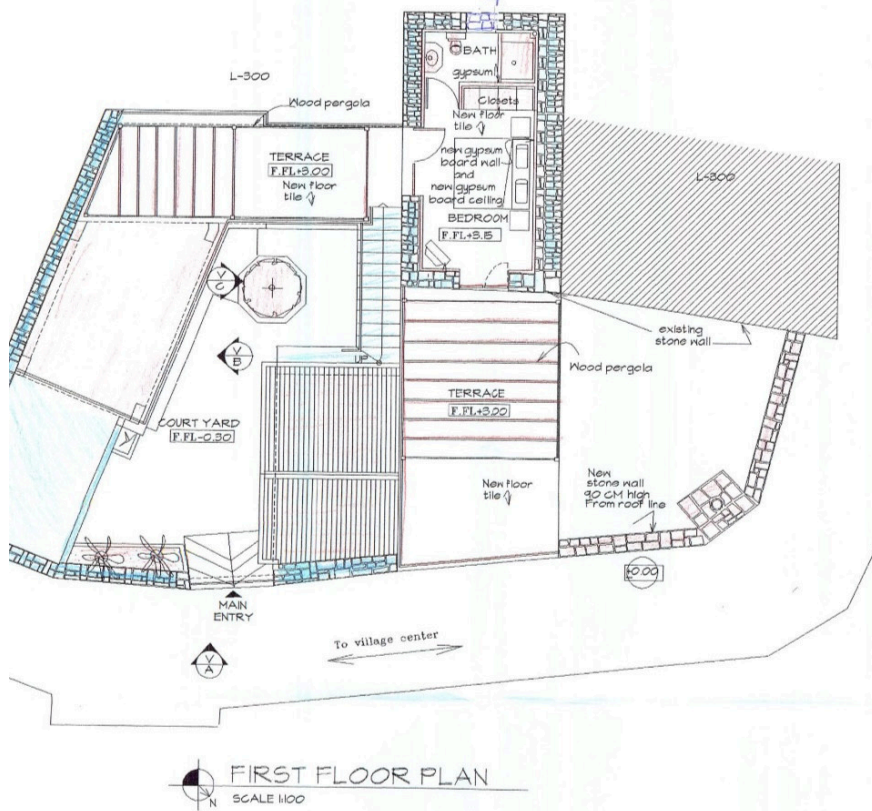 L-300
Wood pergola
BATH
gypsum
Closets
New floor
tile
new gypsum
board wall
and
new gypsum
board ceiling
BEDROOM
F.FL+3.15
TERRACE
F.FL+3.00
New floor
tile
L-300
existing
stone wall
V
C
V
B
UP
Wood pergola
TERRACE
F.FL+3.00
COURT YARD
F.FL-0.30
New floor
tile
New
stone wall
90 CM high
From roof line
±0.00
MAIN
ENTRY
To village center
V
A
N
FIRST FLOOR PLAN
SCALE 1:100